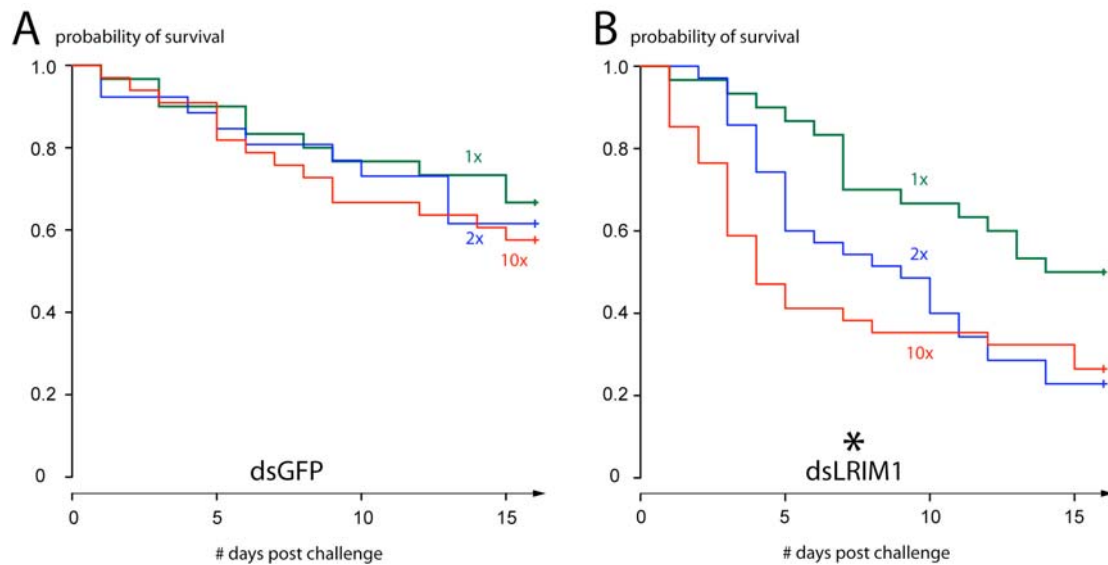 A
probability of survival
1.0
0.8
0.6
0.4
0.2
0
1x
2x
10x
dsGFP
0 5 10 15
# days post challenge
B
probability of survival
1.0
0.8
0.6
0.4
0.2
0
1x
2x
10x
*
dsLRIM1
0 5 10 15
# days post challenge